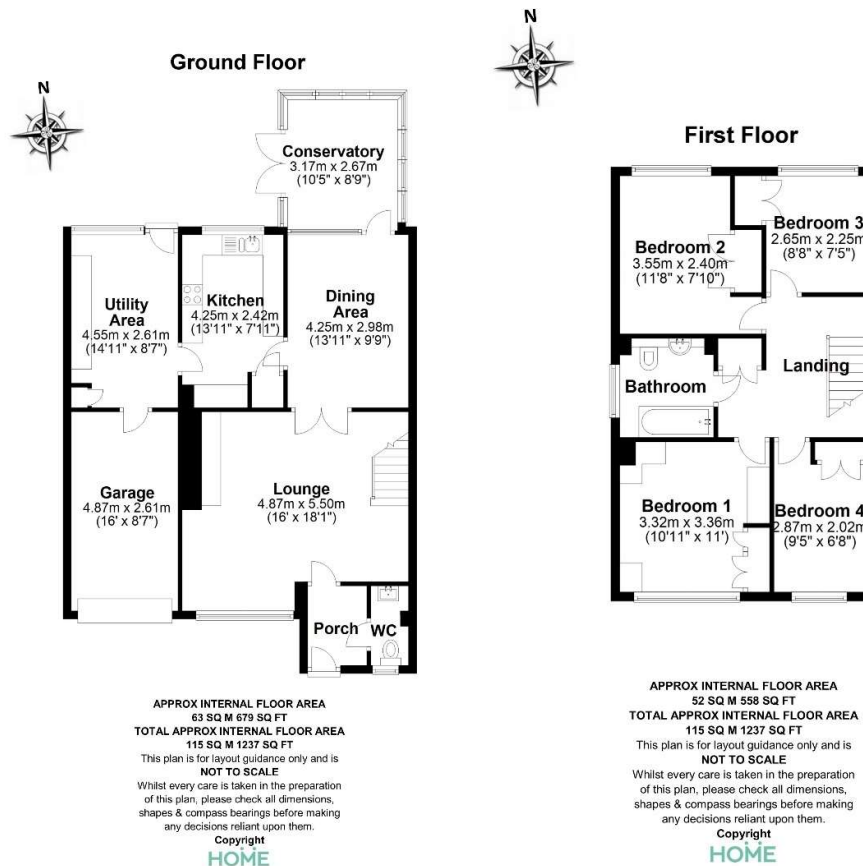 N
Ground Floor
Conservatory
3.17m x 2.67m
(10'5" x 8'9")
Utility
Area
4.55m x 2.61m
(14'11" x 8'7")
Kitchen
4.25m x 2.42m
(13'11" x 7'11")
Dining
Area
4.25m x 2.98m
(13'11" x 9'9")
Garage
4.87m x 2.61m
(16' x 8'7")
Lounge
4.87m x 5.50m
(16' x 18'1")
Porch
WC
APPROX INTERNAL FLOOR AREA
63 SQ M 679 SQ FT
TOTAL APPROX INTERNAL FLOOR AREA
115 SQ M 1237 SQ FT
This plan is for layout guidance only and is
NOT TO SCALE
Whilst every care is taken in the preparation
of this plan, please check all dimensions,
shapes & compass bearings before making
any decisions reliant upon them.
Copyright
HOME
N
First Floor
Bedroom 2
3.55m x 2.40m
(11'8" x 7'10")
Bedroom 3
2.65m x 2.25m
(8'8" x 7'5")
Bathroom
Landing
Bedroom 1
3.32m x 3.36m
(10'11" x 11')
Bedroom 4
2.87m x 2.02m
(9'5" x 6'8")
APPROX INTERNAL FLOOR AREA
52 SQ M 558 SQ FT
TOTAL APPROX INTERNAL FLOOR AREA
115 SQ M 1237 SQ FT
This plan is for layout guidance only and is
NOT TO SCALE
Whilst every care is taken in the preparation
of this plan, please check all dimensions,
shapes & compass bearings before making
any decisions reliant upon them.
Copyright
HOME